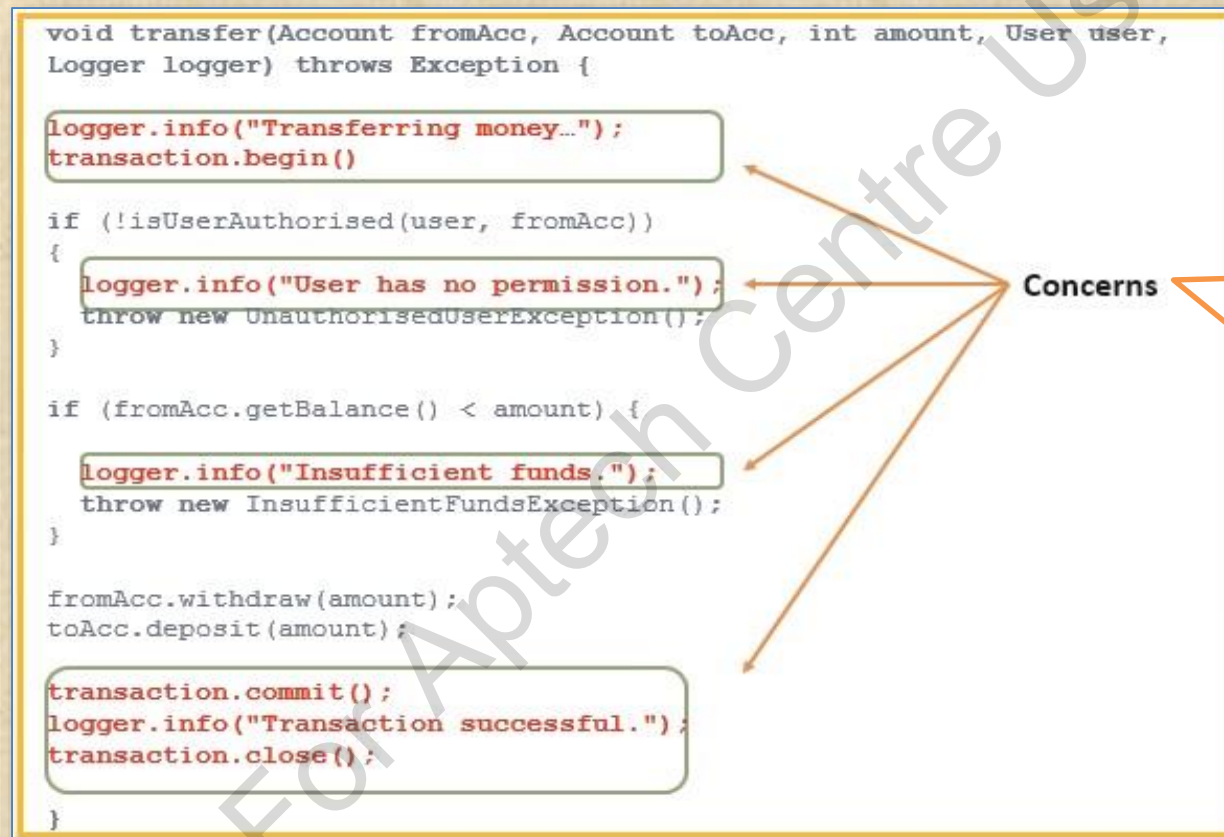 void transfer(Account fromAcc, Account toAcc, int amount, User user,
Logger logger) throws Exception {
logger.info("Transferring money…");
transaction.begin()
if (!isUserAuthorised(user, fromAcc))
{
logger.info("User has no permission.");
throw new UnauthorisedUserException();
}
if (fromAcc.getBalance() < amount) {
logger.info("Insufficient funds.");
throw new InsufficientFundsException();
}
fromAcc.withdraw(amount);
toAcc.deposit(amount);
transaction.commit();
logger.info("Transaction successful.");
transaction.close();
}
Concerns
For Aptech Centre Us